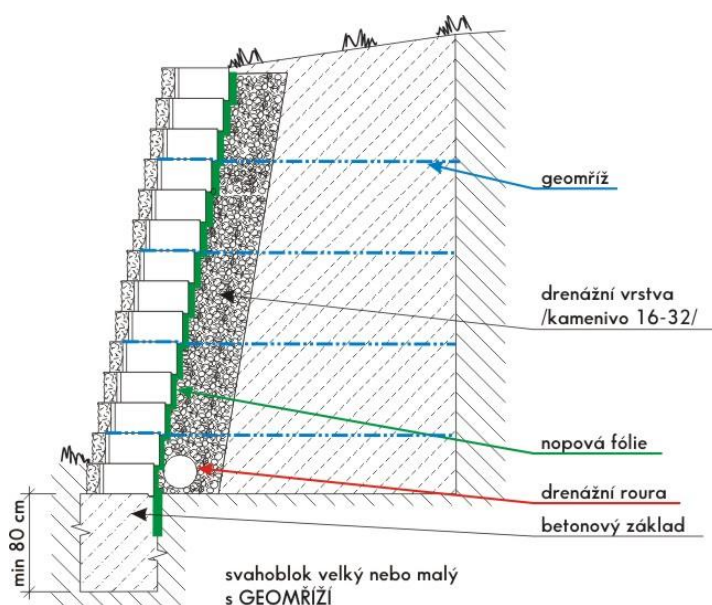 geomříž
drenážní vrstva
/kamenivo 16-32/
nopová fólie
drenážní roura
betonový základ
min 80 cm
svahoblok velký nebo malý
s GEOMŘÍŽÍ